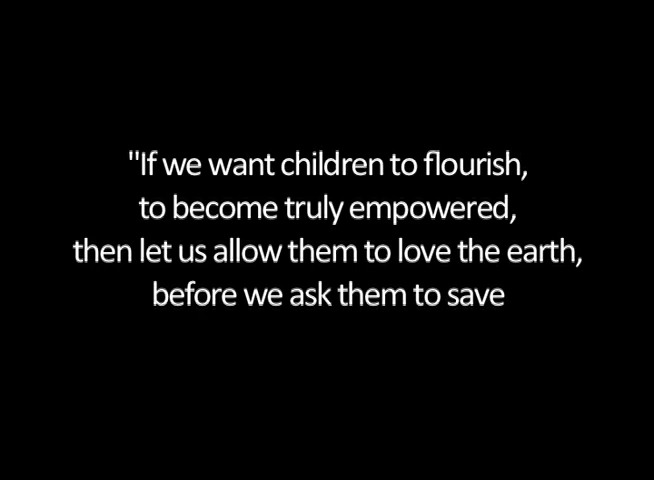 "If we want children to flourish,
to become truly empowered,
then let us allow them to love the earth,
before we ask them to save